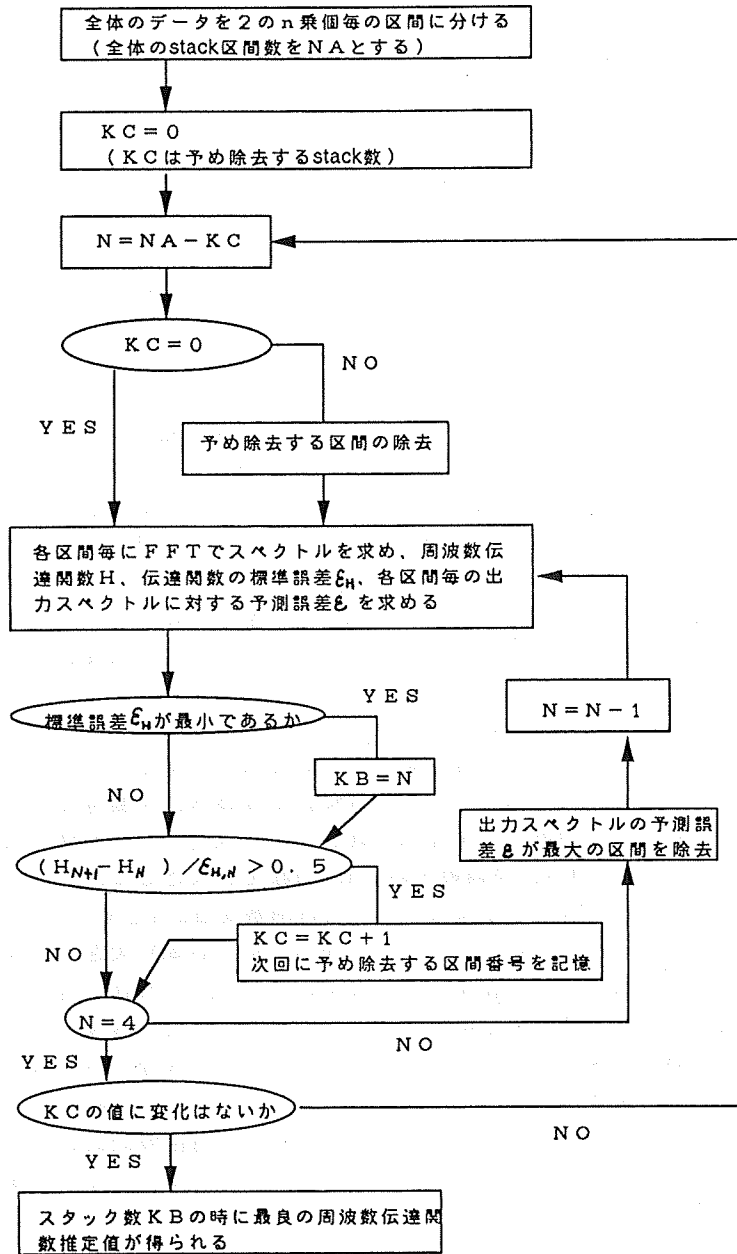 全体のデータを２のｎ乗個毎の区間に分ける
（全体のstack区間数をＮＡとする）
ＫＣ＝０
（ＫＣは予め除去するstack数）
Ｎ＝ＮＡ－ＫＣ
ＫＣ＝０
ＮＯ
ＹＥＳ
予め除去する区間の除去
各区間毎にＦＦＴでスペクトルを求め、周波数伝
達関数Ｈ、伝達関数の標準誤差ε_H、各区間毎の出
力スペクトルに対する予測誤差ε を求める
ＹＥＳ
標準誤差ε_Hが最小であるか
Ｎ＝Ｎ－１
ＮＯ
ＫＢ＝Ｎ
出力スペクトルの予測誤
差εが最大の区間を除去
（Ｈ_{N+1}－Ｈ_N ）／ε_{H,N}＞０．５
ＹＥＳ
ＮＯ
ＫＣ＝ＫＣ＋１
次回に予め除去する区間番号を記憶
Ｎ＝４
ＮＯ
ＹＥＳ
ＫＣの値に変化はないか
ＮＯ
ＹＥＳ
スタック数ＫＢの時に最良の周波数伝達関
数推定値が得られる